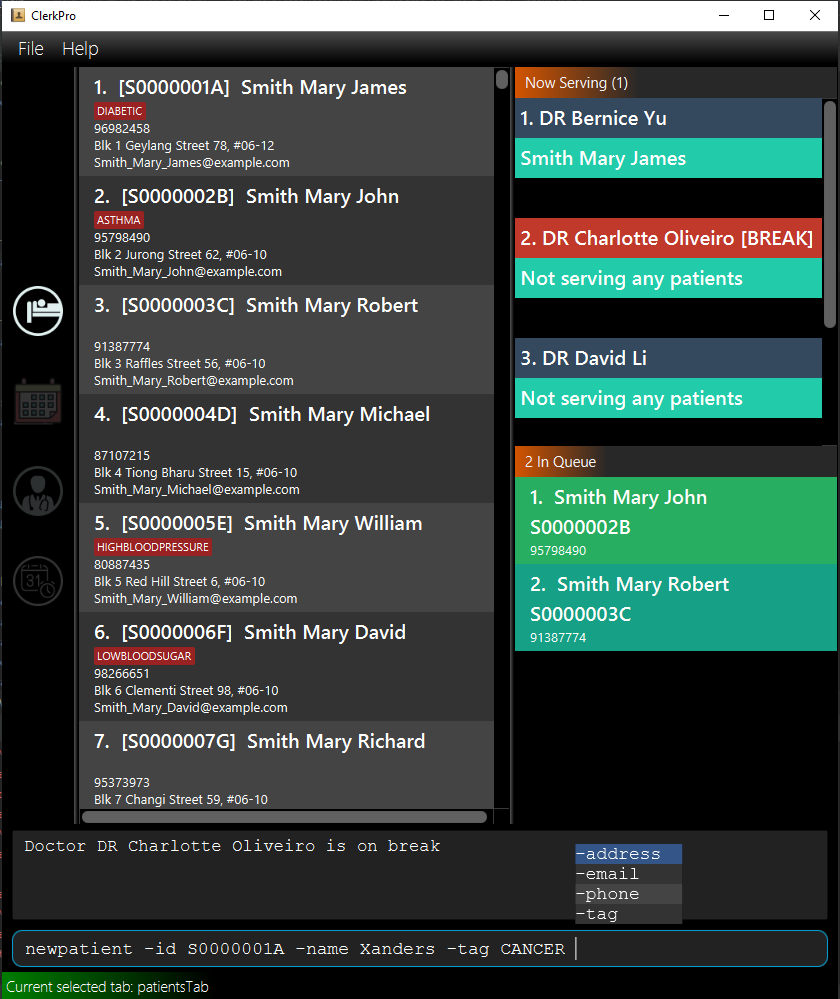 ClerkPro
File Help
1. [S0000001A] Smith Mary James
DIABETIC
96982458
Blk 1 Geylang Street 78, #06-12
Smith_Mary_James@example.com
2. [S0000002B] Smith Mary John
ASTHMA
95798490
Blk 2 Jurong Street 62, #06-10
Smith_Mary_John@example.com
3. [S0000003C] Smith Mary Robert
91387774
Blk 3 Raffles Street 56, #06-10
Smith_Mary_Robert@example.com
4. [S0000004D] Smith Mary Michael
87107215
Blk 4 Tiong Bharu Street 15, #06-10
Smith_Mary_Michael@example.com
5. [S0000005E] Smith Mary William
HIGHBLOODPRESSURE
80887435
Blk 5 Red Hill Street 6, #06-10
Smith_Mary_William@example.com
6. [S0000006F] Smith Mary David
LOWBLOODSUGAR
98266651
Blk 6 Clementi Street 98, #06-10
Smith_Mary_David@example.com
7. [S0000007G] Smith Mary Richard
95373973
Blk 7 Changi Street 59, #06-10
31
Now Serving (1)
1. DR Bernice Yu
Smith Mary James
2. DR Charlotte Oliveiro [BREAK]
Not serving any patients
3. DR David Li
Not serving any patients
2 In Queue
1. Smith Mary John
S0000002B
95798490
2. Smith Mary Robert
S0000003C
91387774
Doctor DR Charlotte Oliveiro is on break
-address
-email
-phone
-tag
newpatient -id S0000001A -name Xanders -tag CANCER
Current selected tab: patientsTab